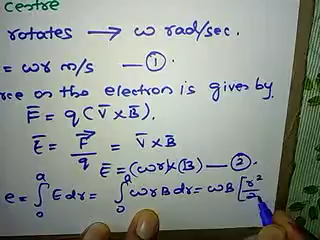 centre
rotates → ω rad/sec.
= ωr m/s — ①.
rce on the electron is given by
F̄ = q (V̄ × B̄).
Ē = F⃗/q = V̄ × B̄
Ē = (ωr) × (B) — ②.
e = ∫₀ᵃ E dr = ∫₀ᵃ ωr B dr = ωB [r²/2